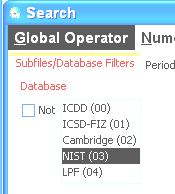 Search
Global Operator Num
Subfiles/Database Filters Period
Database
Not ICDD (00)
ICSD-FIZ (01)
Cambridge (02)
NIST (03)
LPF (04)